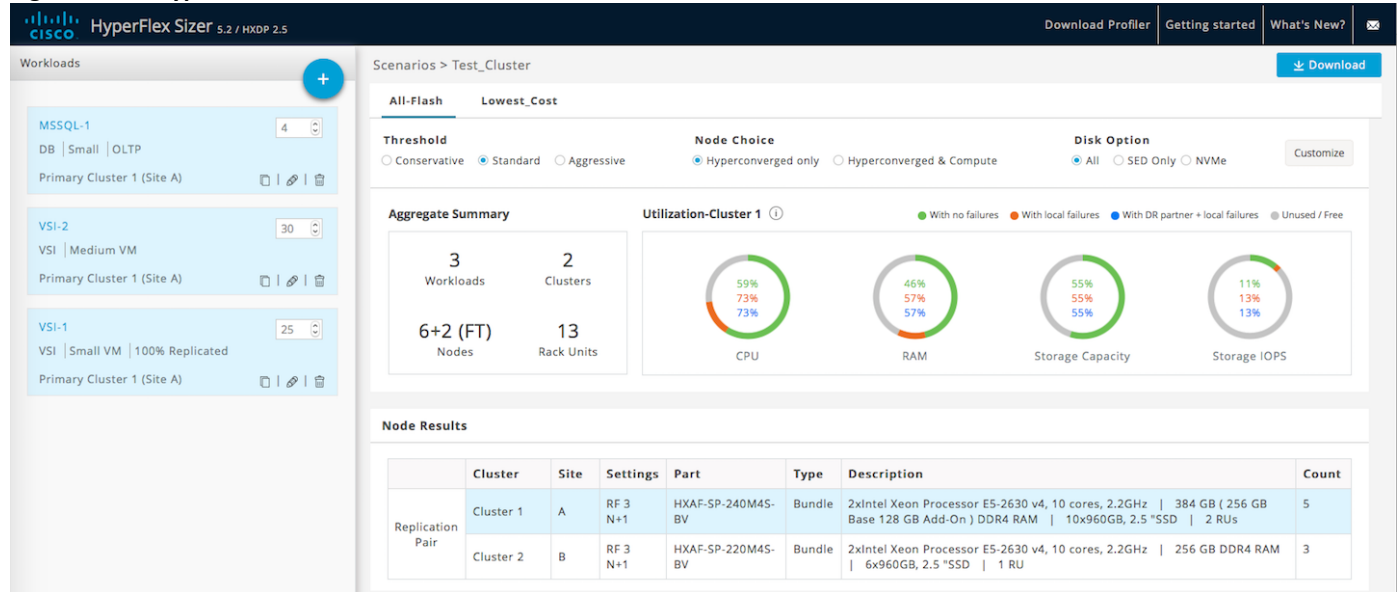 CISCO HyperFlex Sizer 5.2 / HXDP 2.5
Download Profiler Getting started What's New?
Workloads
+
MSSQL-1 4
DB | Small | OLTP
Primary Cluster 1 (Site A)
VSI-2 30
VSI | Medium VM
Primary Cluster 1 (Site A)
VSI-1 25
VSI | Small VM | 100% Replicated
Primary Cluster 1 (Site A)
Scenarios > Test_Cluster
Download
All-Flash Lowest_Cost
Threshold
Conservative Standard Aggressive
Node Choice
Hyperconverged only Hyperconverged & Compute
Disk Option
All SED Only NVMe
Customize
Aggregate Summary
3
Workloads
2
Clusters
6+2 (FT)
Nodes
13
Rack Units
Utilization-Cluster 1
With no failures With local failures With DR partner + local failures Unused / Free
59%
73%
73%
CPU
46%
57%
57%
RAM
55%
55%
55%
Storage Capacity
11%
13%
13%
Storage IOPS
Node Results
Cluster Site Settings Part Type Description Count
Replication
Pair
Cluster 1 A RF 3 HXAF-SP-240M4S- Bundle 2xIntel Xeon Processor E5-2630 v4, 10 cores, 2.2GHz | 384 GB ( 256 GB 5
N+1 BV Base 128 GB Add-On ) DDR4 RAM | 10x960GB, 2.5 "SSD | 2 RUs
Cluster 2 B RF 3 HXAF-SP-220M4S- Bundle 2xIntel Xeon Processor E5-2630 v4, 10 cores, 2.2GHz | 256 GB DDR4 RAM 3
N+1 BV | 6x960GB, 2.5 "SSD | 1 RU